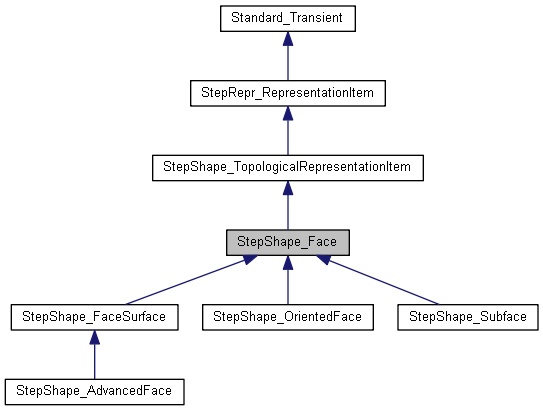 Standard_Transient
StepRepr_RepresentationItem
StepShape_TopologicalRepresentationItem
StepShape_Face
StepShape_FaceSurface
StepShape_OrientedFace
StepShape_Subface
StepShape_AdvancedFace